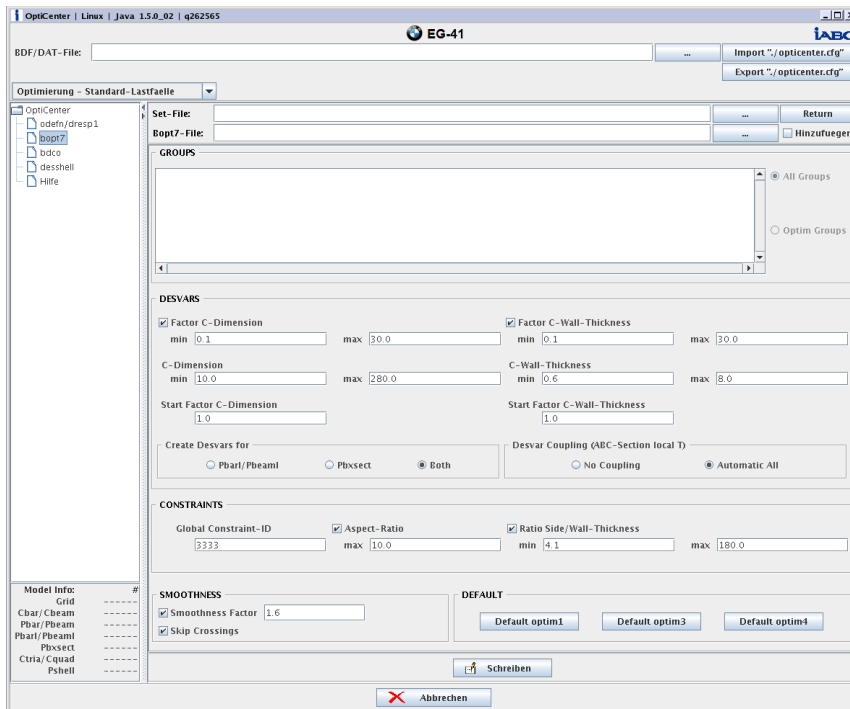 OptiCenter | Linux | Java 1.5.0_02 | q262565
EG-41
iABC
BDF/DAT-File:
...
Import "./opticenter.cfg"
Export "./opticenter.cfg"
Optimierung - Standard-Lastfaelle
OptiCenter
odefn/dresp1
bopt7
bdco
desshell
Hilfe
Set-File:
...
Return
Bopt7-File:
...
Hinzufuegen
GROUPS
All Groups
Optim Groups
DESVARS
Factor C-Dimension
Factor C-Wall-Thickness
min 0.1 max 30.0 min 0.1 max 30.0
C-Dimension
C-Wall-Thickness
min 10.0 max 280.0 min 0.6 max 8.0
Start Factor C-Dimension
Start Factor C-Wall-Thickness
1.0
1.0
Create Desvars for
Pbarl/Pbeaml Pbxsect Both
Desvar Coupling (ABC-Section local T)
No Coupling Automatic All
CONSTRAINTS
Global Constraint-ID
Aspect-Ratio
Ratio Side/Wall-Thickness
3333 max 10.0 min 4.1 max 180.0
Model Info: #
Grid ------
Cbar/Cbeam ------
Pbar/Pbeam ------
Pbarl/Pbeaml ------
Pbxsect ------
Ctria/Cquad ------
Pshell ------
SMOOTHNESS
Smoothness Factor 1.6
Skip Crossings
DEFAULT
Default optim1 Default optim3 Default optim4
Schreiben
Abbrechen